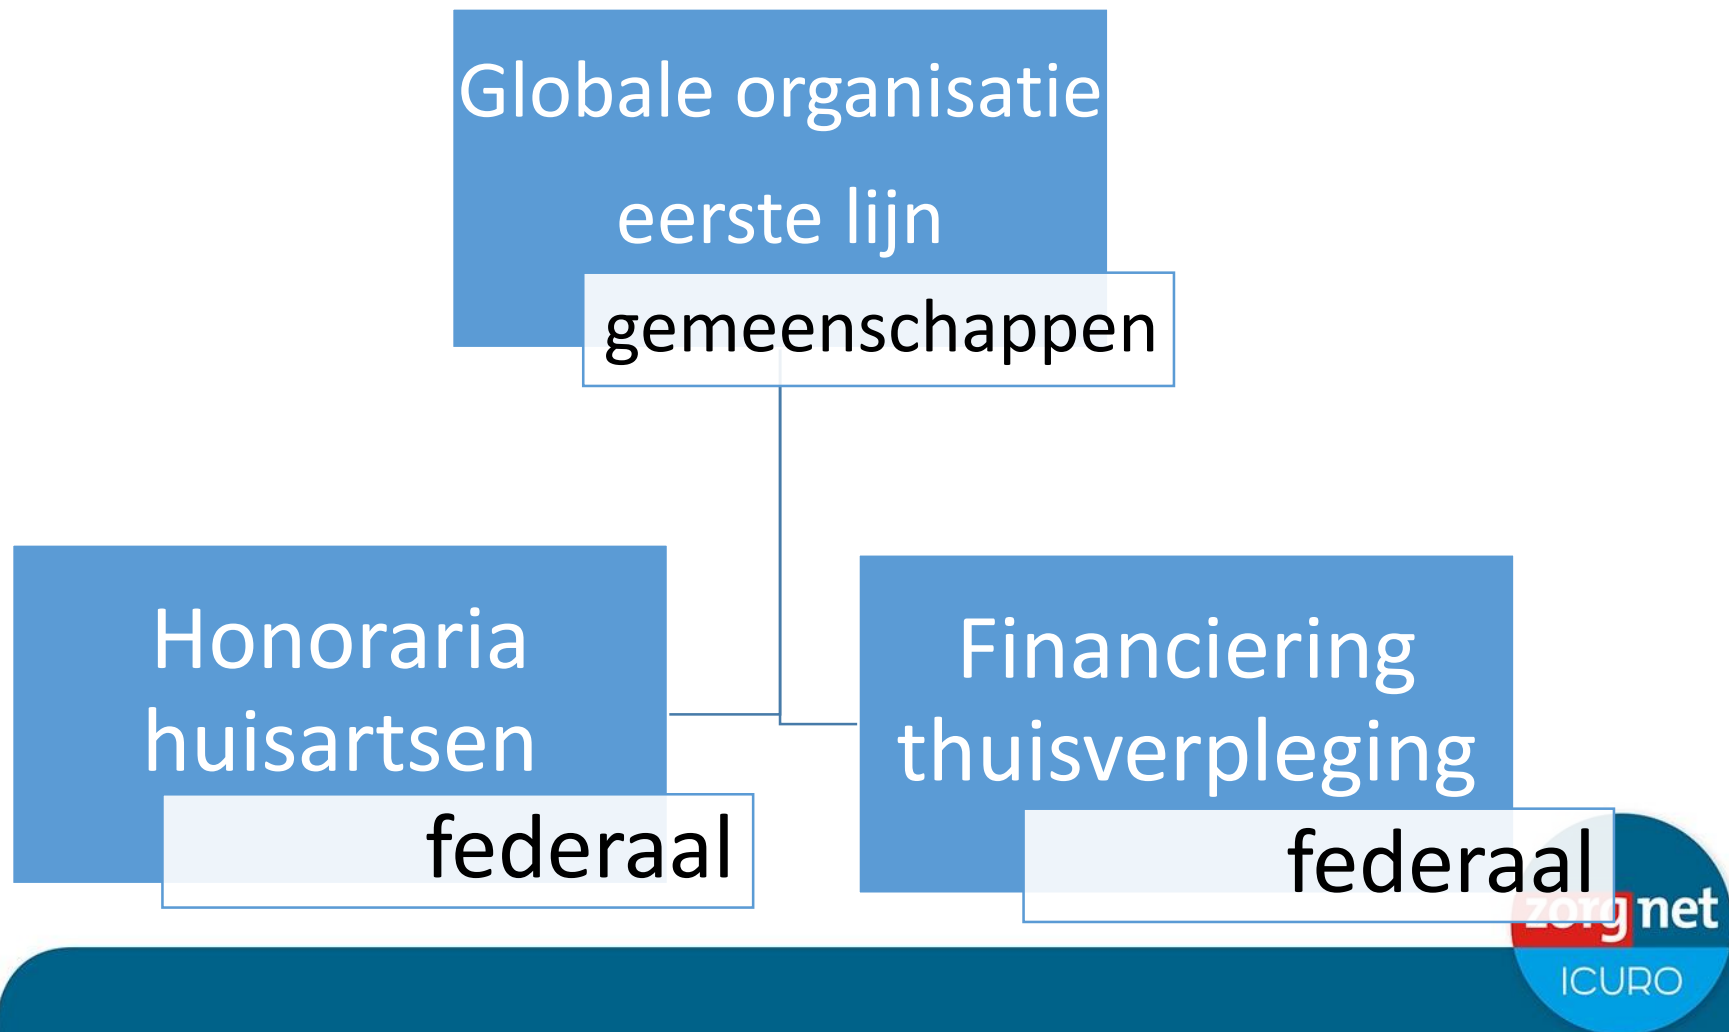 Globale organisatie
eerste lijn
gemeenschappen
Honoraria
huisartsen
federaal
Financiering
thuisverpleging
federaal
zorgnet
ICURO